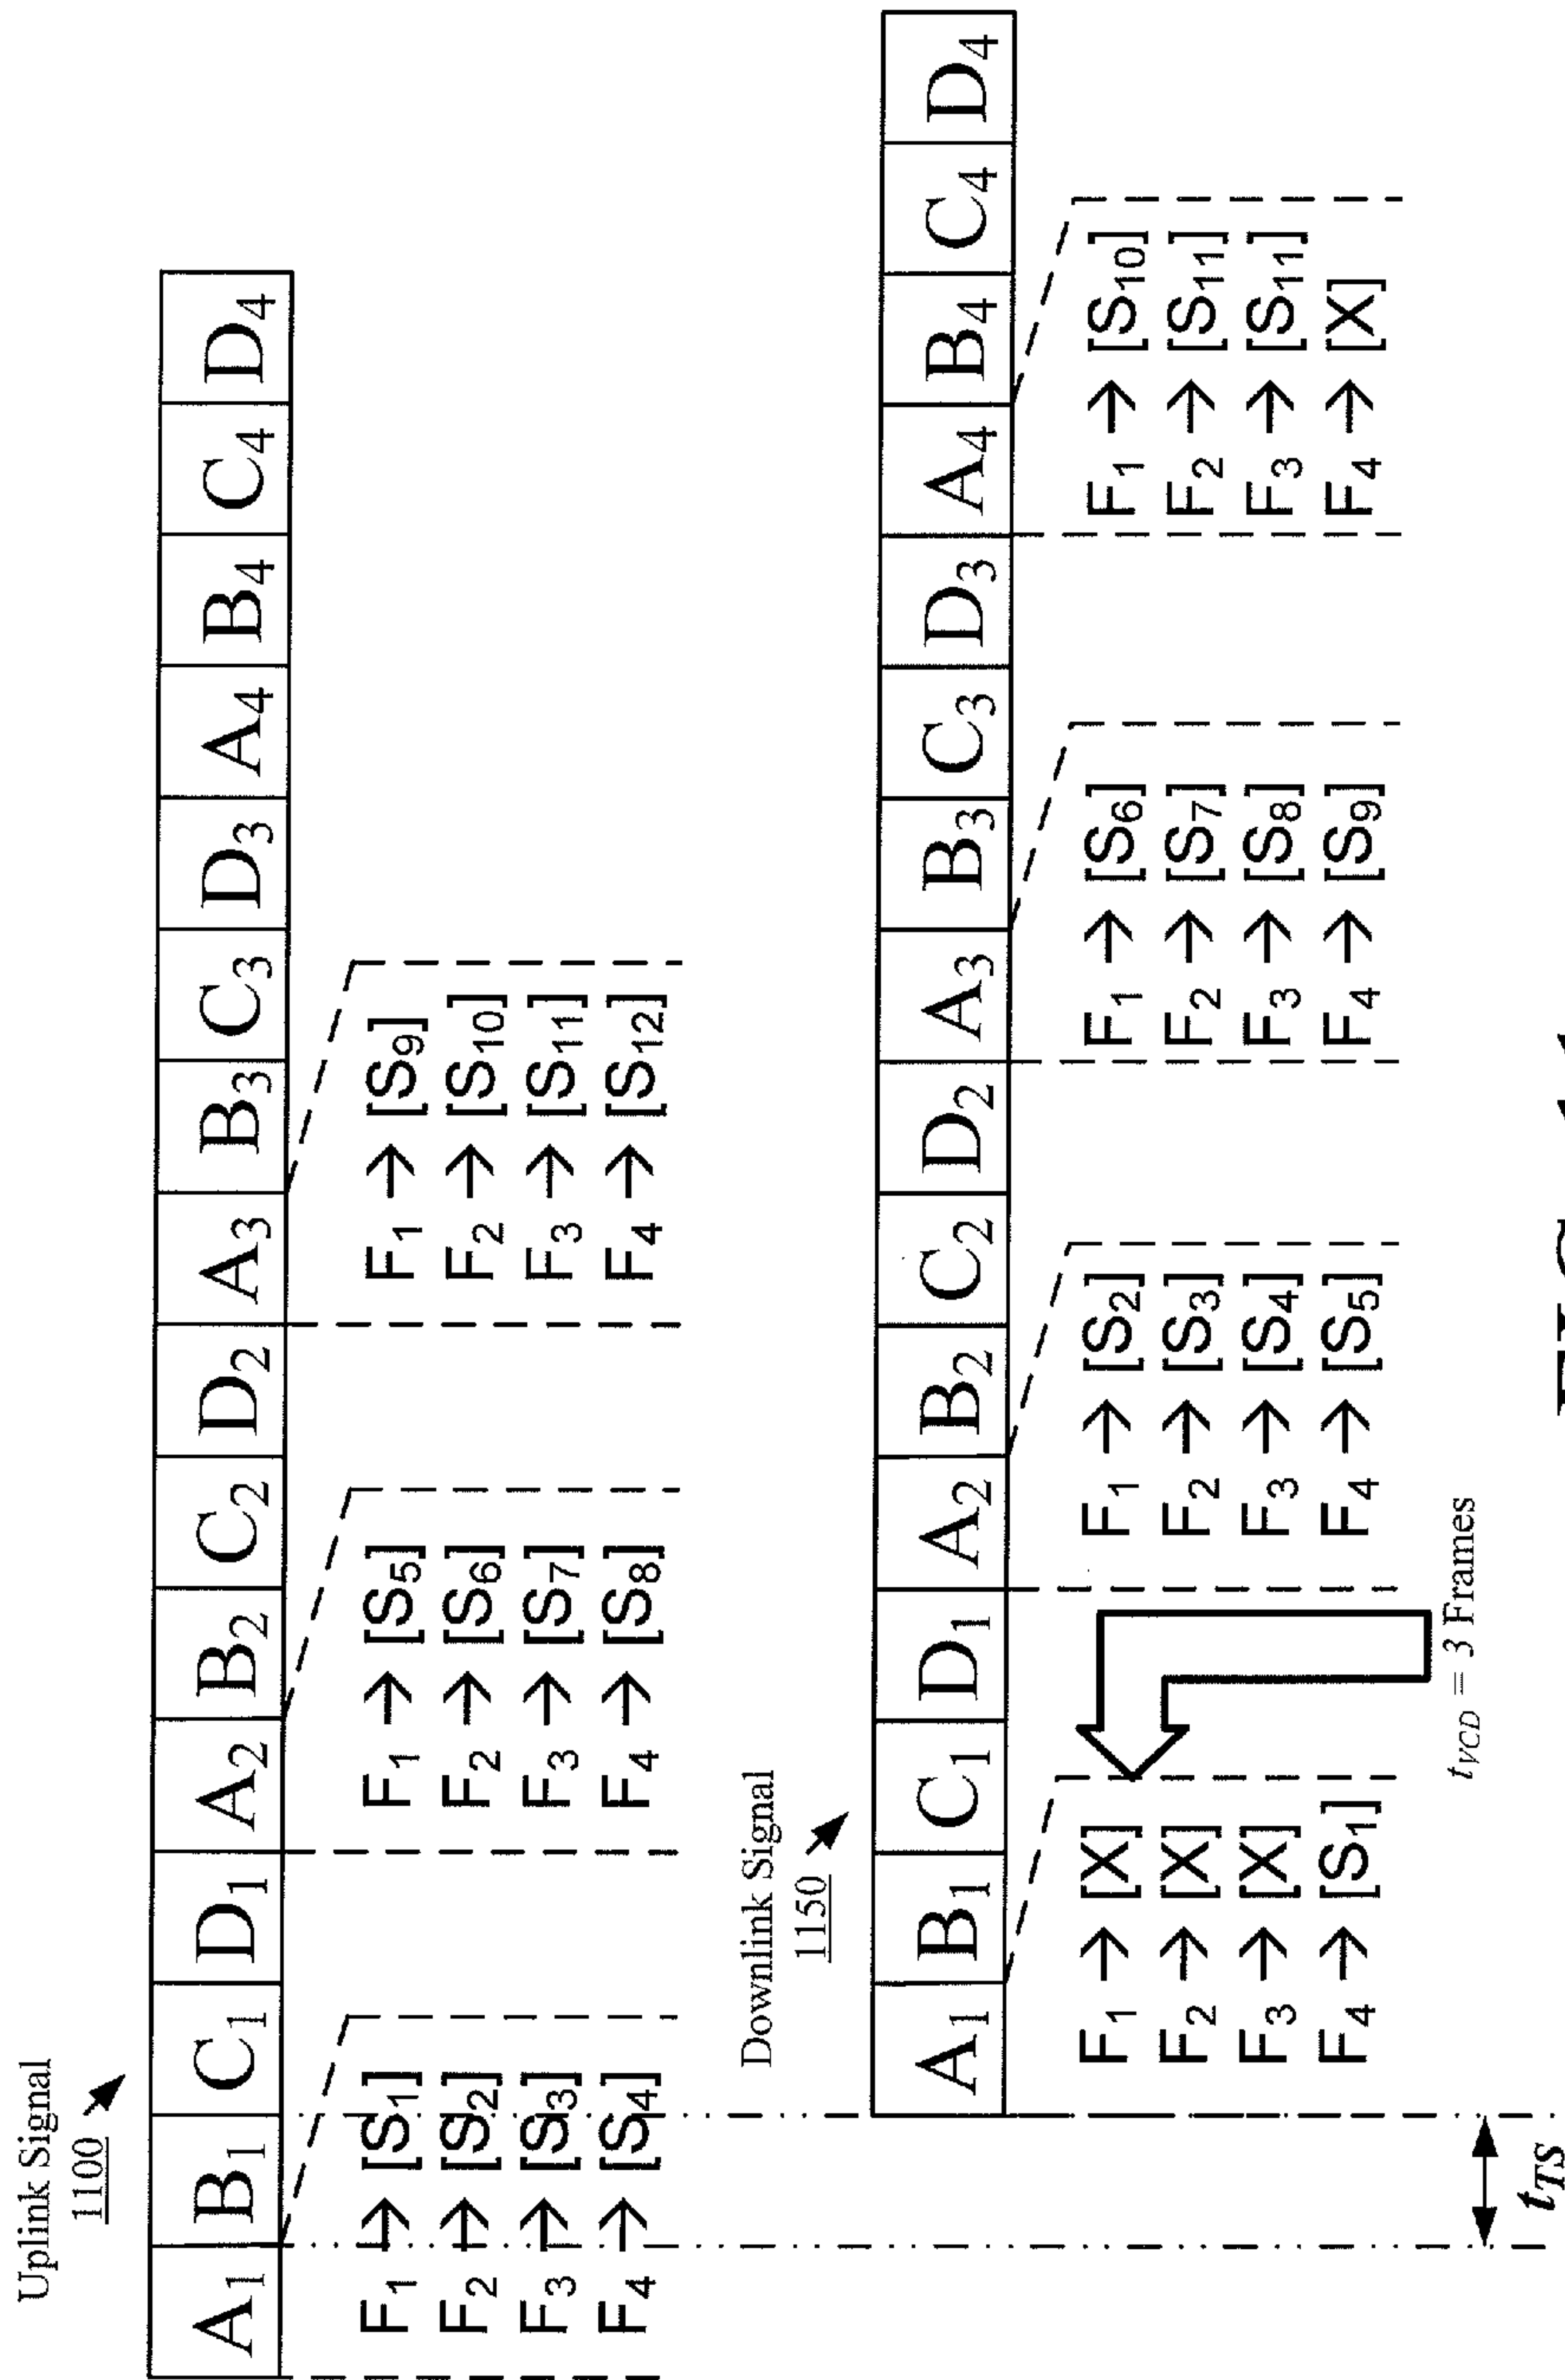 Uplink Signal
1100
A1 B1 C1 D1 A2 B2 C2 D2 A3 B3 C3 D3 A4 B4 C4 D4
F1 → [S1]
F2 → [S2]
F3 → [S3]
F4 → [S4]
F1 → [S5]
F2 → [S6]
F3 → [S7]
F4 → [S8]
F1 → [S9]
F2 → [S10]
F3 → [S11]
F4 → [S12]
Downlink Signal
1150
A1 B1 C1 D1 A2 B2 C2 D2 A3 B3 C3 D3 A4 B4 C4 D4
F1 → [X]
F2 → [X]
F3 → [X]
F4 → [S1]
F1 → [S2]
F2 → [S3]
F3 → [S4]
F4 → [S5]
F1 → [S6]
F2 → [S7]
F3 → [S8]
F4 → [S9]
F1 → [S10]
F2 → [S11]
F3 → [S11]
F4 → [X]
tVCD = 3 Frames
tTS